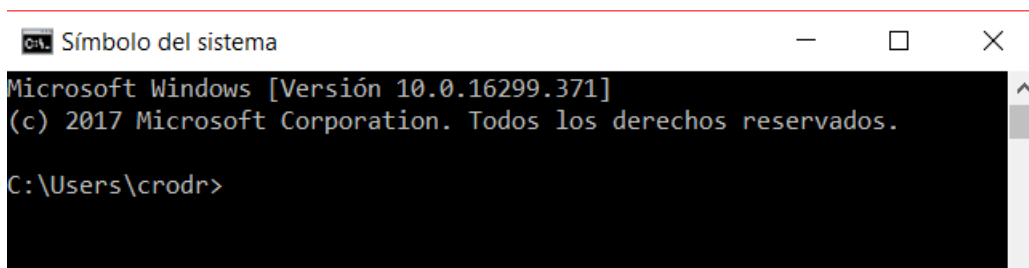 Símbolo del sistema
Microsoft Windows [Versión 10.0.16299.371]
(c) 2017 Microsoft Corporation. Todos los derechos reservados.
C:\Users\crodr>